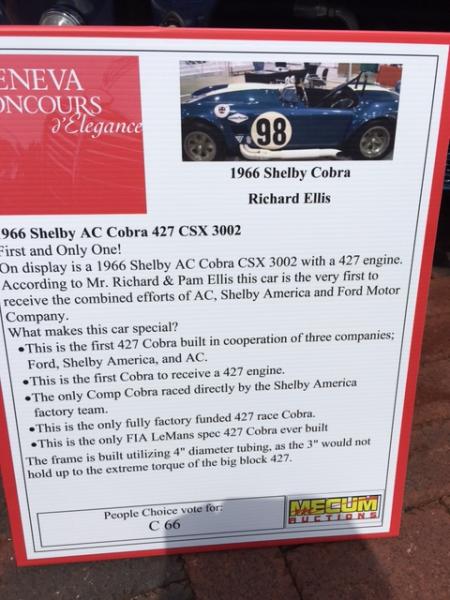 ENEVA
ONCOURS
d'Elegance
98
1966 Shelby Cobra
Richard Ellis
1966 Shelby AC Cobra 427 CSX 3002
First and Only One!
On display is a 1966 Shelby AC Cobra CSX 3002 with a 427 engine.
According to Mr. Richard & Pam Ellis this car is the very first to
receive the combined efforts of AC, Shelby America and Ford Motor
Company.
What makes this car special?
•This is the first 427 Cobra built in cooperation of three companies;
Ford, Shelby America, and AC.
•This is the first Cobra to receive a 427 engine.
•The only Comp Cobra raced directly by the Shelby America
factory team.
•This is the only fully factory funded 427 race Cobra.
•This is the only FIA LeMans spec 427 Cobra ever built
The frame is built utilizing 4" diameter tubing, as the 3" would not
hold up to the extreme torque of the big block 427.
People Choice vote for:
C 66
MECUM
AUCTIONS